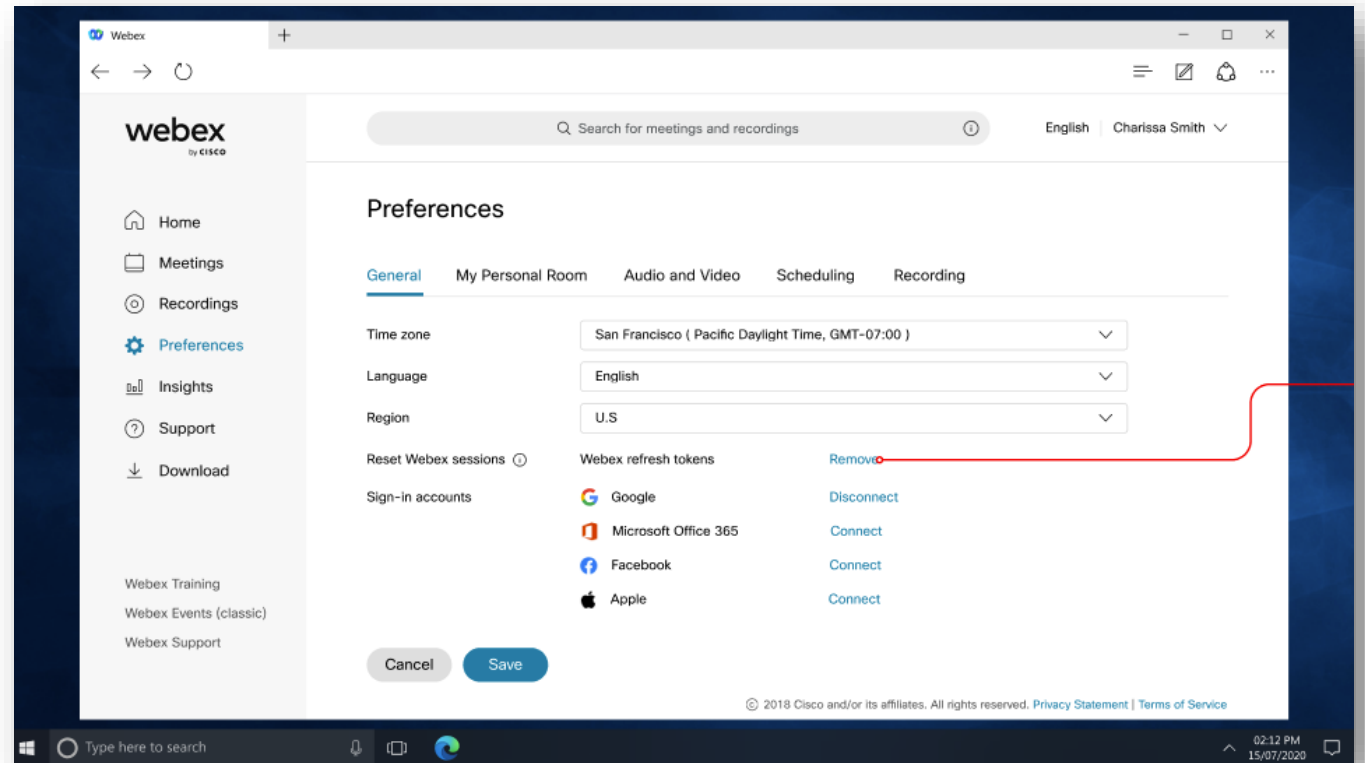 Webex
webex
by CISCO
Search for meetings and recordings
English
Charissa Smith
Home
Meetings
Recordings
Preferences
Insights
Support
Download
Webex Training
Webex Events (classic)
Webex Support
Preferences
General My Personal Room Audio and Video Scheduling Recording
Time zone San Francisco ( Pacific Daylight Time, GMT-07:00 )
Language English
Region U.S
Reset Webex sessions Webex refresh tokens Remove
Sign-in accounts Google Disconnect
Microsoft Office 365 Connect
Facebook Connect
Apple Connect
Cancel Save
© 2018 Cisco and/or its affiliates. All rights reserved. Privacy Statement | Terms of Service
Type here to search
02:12 PM
15/07/2020